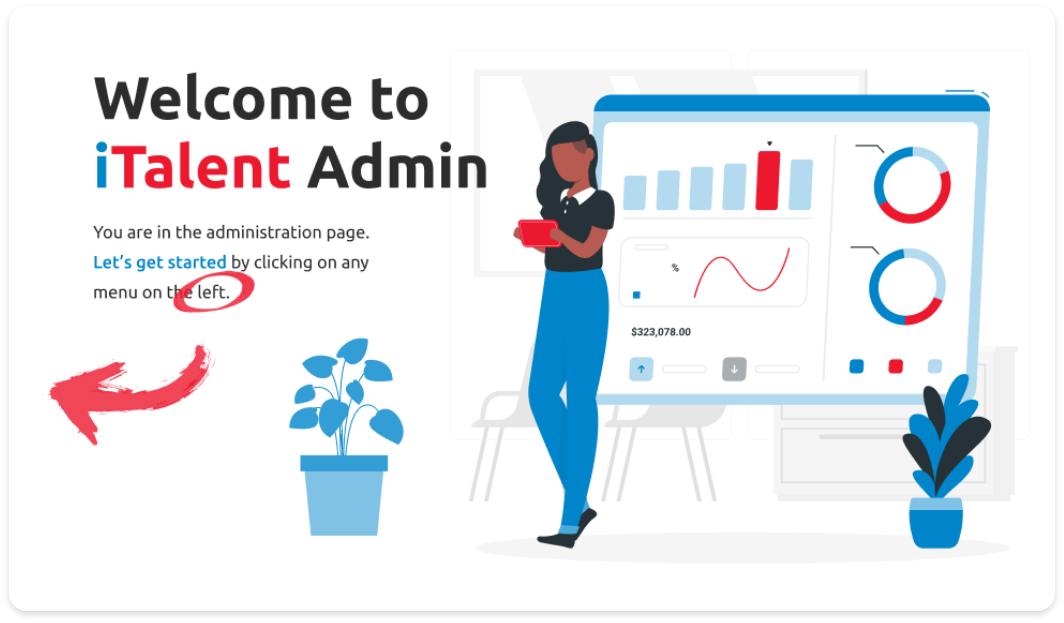 Welcome to
iTalent Admin
You are in the administration page.
Let's get started by clicking on any
menu on the left.
%
$323,078.00